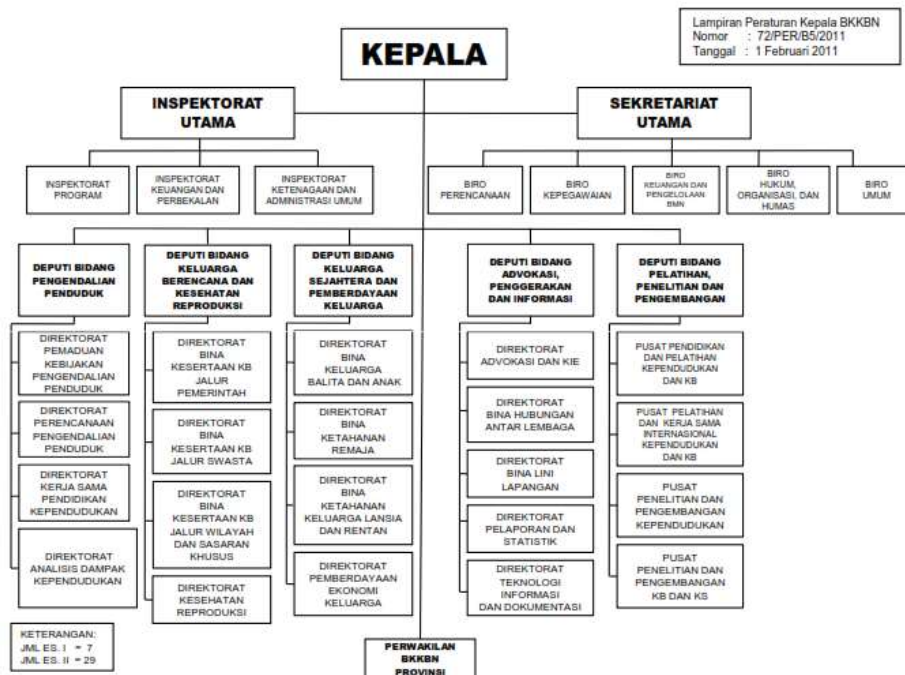 Lampiran Peraturan Kepala BKKBN
Nomor : 72/PER/B5/2011
Tanggal : 1 Februari 2011
KEPALA
INSPEKTORAT
UTAMA
SEKRETARIAT
UTAMA
INSPEKTORAT
PROGRAM
INSPEKTORAT
KEUANGAN DAN
PERBEKALAN
INSPEKTORAT
KETENAGAAN DAN
ADMINISTRASI UMUM
BIRO
PERENCANAAN
BIRO
KEPEGAWAIAN
BIRO
KEUANGAN DAN
PENGELOLAAN
BMN
BIRO
HUKUM,
ORGANISASI, DAN
HUMAS
BIRO
UMUM
DEPUTI BIDANG
PENGENDALIAN
PENDUDUK
DEPUTI BIDANG
KELUARGA
BERENCANA DAN
KESEHATAN
REPRODUKSI
DEPUTI BIDANG
KELUARGA
SEJAHTERA DAN
PEMBERDAYAAN
KELUARGA
DEPUTI BIDANG
ADVOKASI,
PENGGERAKAN
DAN INFORMASI
DEPUTI BIDANG
PELATIHAN,
PENELITIAN DAN
PENGEMBANGAN
DIREKTORAT
PEMADUAN
KEBIJAKAN
PENGENDALIAN
PENDUDUK
DIREKTORAT
PERENCANAAN
PENGENDALIAN
PENDUDUK
DIREKTORAT
KERJA SAMA
PENDIDIKAN
KEPENDUDUKAN
DIREKTORAT
ANALISIS DAMPAK
KEPENDUDUKAN
DIREKTORAT
BINA
KESERTAAN KB
JALUR
PEMERINTAH
DIREKTORAT
BINA
KESERTAAN KB
JALUR SWASTA
DIREKTORAT
BINA
KESERTAAN KB
JALUR WILAYAH
DAN SASARAN
KHUSUS
DIREKTORAT
KESEHATAN
REPRODUKSI
DIREKTORAT
BINA
KELUARGA
BALITA DAN ANAK
DIREKTORAT
BINA
KETAHANAN
REMAJA
DIREKTORAT
BINA
KETAHANAN
KELUARGA LANSIA
DAN RENTAN
DIREKTORAT
PEMBERDAYAAN
EKONOMI
KELUARGA
DIREKTORAT
ADVOKASI DAN KIE
DIREKTORAT
BINA HUBUNGAN
ANTAR LEMBAGA
DIREKTORAT
BINA LINI
LAPANGAN
DIREKTORAT
PELAPORAN DAN
STATISTIK
DIREKTORAT
TEKNOLOGI
INFORMASI
DAN DOKUMENTASI
PUSAT PENDIDIKAN
DAN PELATIHAN
KEPENDUDUKAN
DAN KB
PUSAT PELATIHAN
DAN KERJA SAMA
INTERNASIONAL
KEPENDUDUKAN
DAN KB
PUSAT
PENELITIAN DAN
PENGEMBANGAN
KEPENDUDUKAN
PUSAT
PENELITIAN DAN
PENGEMBANGAN
KB DAN KS
KETERANGAN:
JML ES. I = 7
JML ES. II = 29
PERWAKILAN
BKKBN
PROVINSI